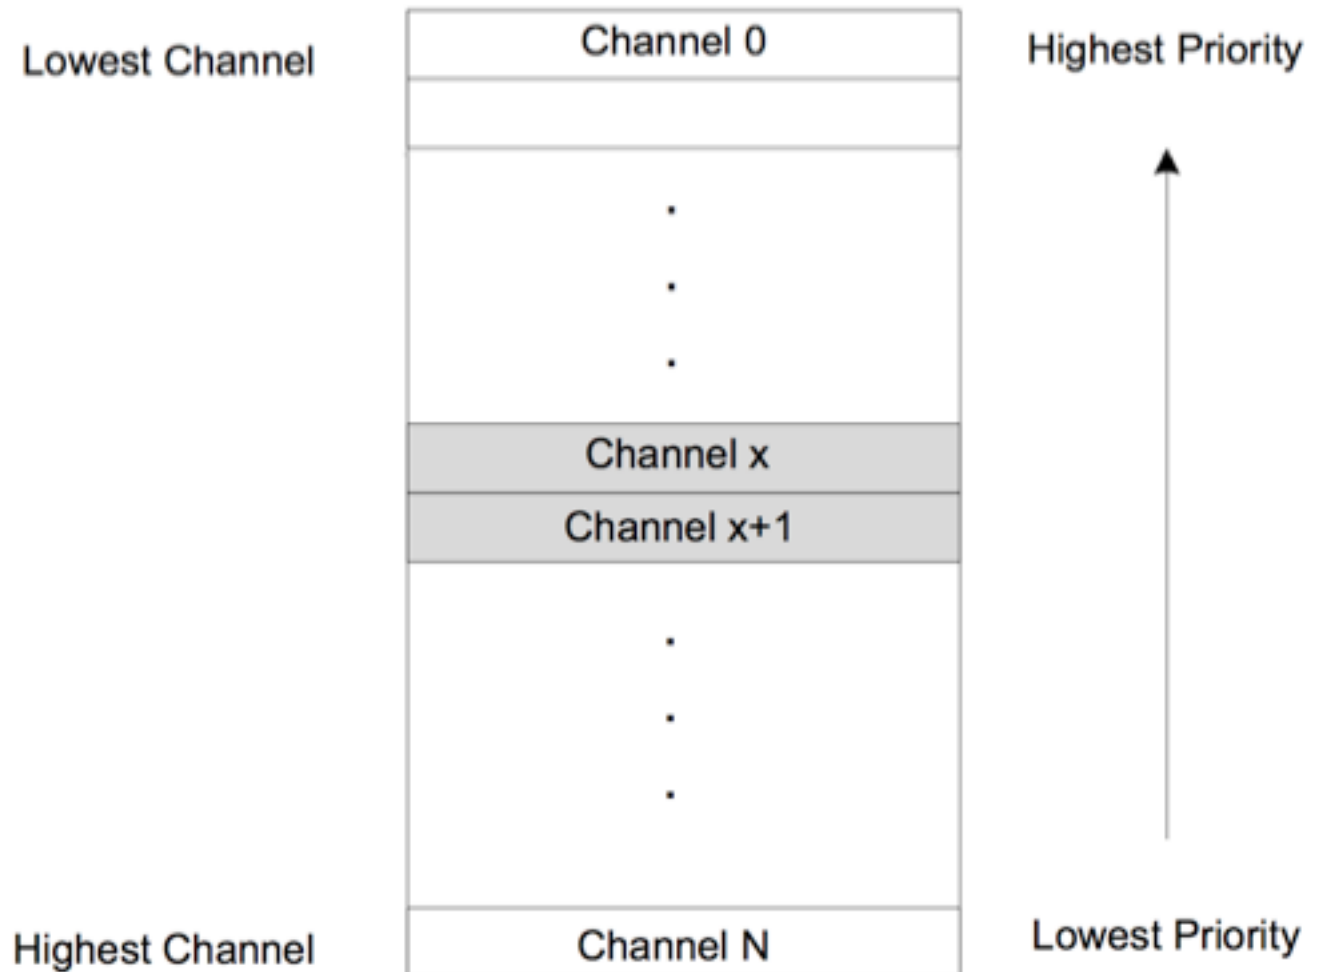 Lowest Channel
Channel 0
Highest Priority
.
.
.
Channel x
Channel x+1
.
.
.
Highest Channel
Channel N
Lowest Priority